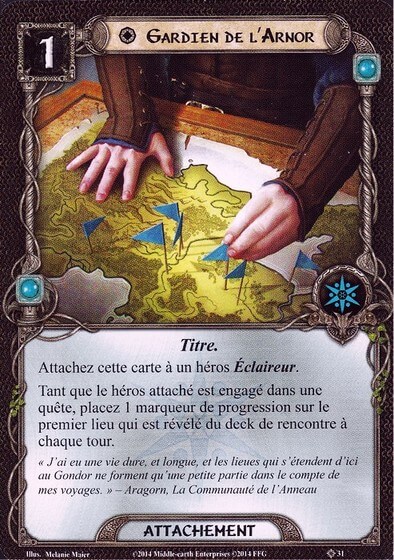 1
Gardien de l'Arnor
Titre.
Attachez cette carte à un héros Éclaireur.
Tant que le héros attaché est engagé dans une
quête, placez 1 marqueur de progression sur le
premier lieu qui est révélé du deck de rencontre à
chaque tour.
« J'ai eu une vie dure, et longue, et les lieues qui s'étendent d'ici
au Gondor ne forment qu'une petite partie dans le compte de
mes voyages. » – Aragorn, La Communauté de l'Anneau
ATTACHEMENT
Illus. Melanie Maier ©2014 Middle-earth Enterprises ©2014 FFG 31